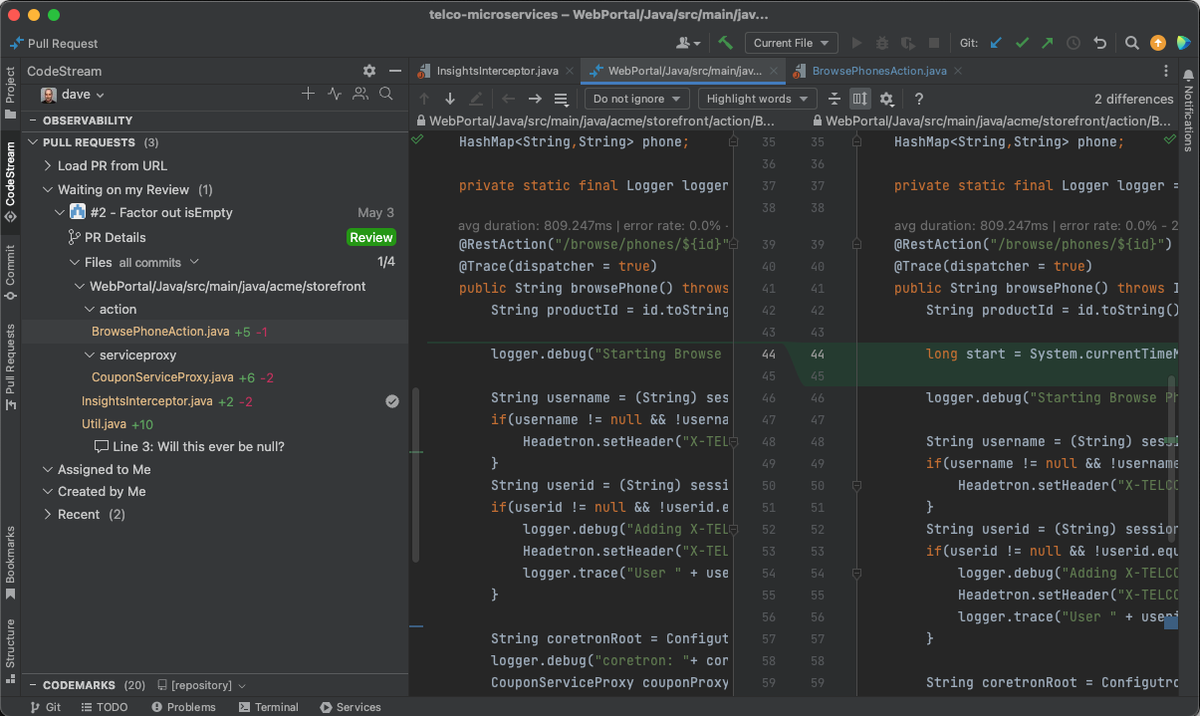 telco-microservices – WebPortal/Java/src/main/jav...
Pull Request
Current File
Git:
Project
CodeStream
Commit
Pull Requests
Bookmarks
Structure
Notifications
CodeStream
dave
OBSERVABILITY
PULL REQUESTS (3)
Load PR from URL
Waiting on my Review (1)
#2 - Factor out isEmpty May 3
PR Details Review
Files all commits 1/4
WebPortal/Java/src/main/java/acme/storefront
action
BrowsePhoneAction.java +5 -1
serviceproxy
CouponServiceProxy.java +6 -2
InsightsInterceptor.java +2 -2
Util.java +10
Line 3: Will this ever be null?
Assigned to Me
Created by Me
Recent (2)
CODEMARKS (20) [repository]
InsightsInterceptor.java
WebPortal/Java/src/main/jav...
BrowsePhonesAction.java
Do not ignore
Highlight words
?
2 differences
WebPortal/Java/src/main/java/acme/storefront/action/B...
WebPortal/Java/src/main/java/acme/storefront/action/B...
HashMap<String,String> phone; 35
36
private static final Logger logger 37
38
avg duration: 809.247ms | error rate: 0.0% -
@RestAction("/browse/phones/${id}" 39
@Trace(dispatcher = true) 40
public String browsePhone() throws 41
String productId = id.toString 42
43
logger.debug("Starting Browse 44
45
String username = (String) ses 46
if(username != null && !userna 47
Headetron.setHeader("X-TEL 48
} 49
String userid = (String) sessi 50
if(userid != null && !userid.e 51
logger.debug("Adding X-TEL 52
Headetron.setHeader("X-TEL 53
logger.trace("User " + use 54
} 55
56
String coretronRoot = Configut 57
logger.debug("coretron: "+ cor 58
CouponServiceProxy couponProxy 59
35 HashMap<String,String> phone;
36
37 private static final Logger logger =
38
avg duration: 809.247ms | error rate: 0.0% - 2
39 @RestAction("/browse/phones/${id}")
40 @Trace(dispatcher = true)
41 public String browsePhone() throws I
42 String productId = id.toString()
43
44 long start = System.currentTimeM
45
46 logger.debug("Starting Browse Ph
47
48 String username = (String) sessi
49 if(username != null && !username
50 Headetron.setHeader("X-TELCO
51 }
52 String userid = (String) session
53 if(userid != null && !userid.equ
54 logger.debug("Adding X-TELCO
55 Headetron.setHeader("X-TELCO
56 logger.trace("User " + useri
57 }
58
59 String coretronRoot = Configutro
Git
TODO
Problems
Terminal
Services